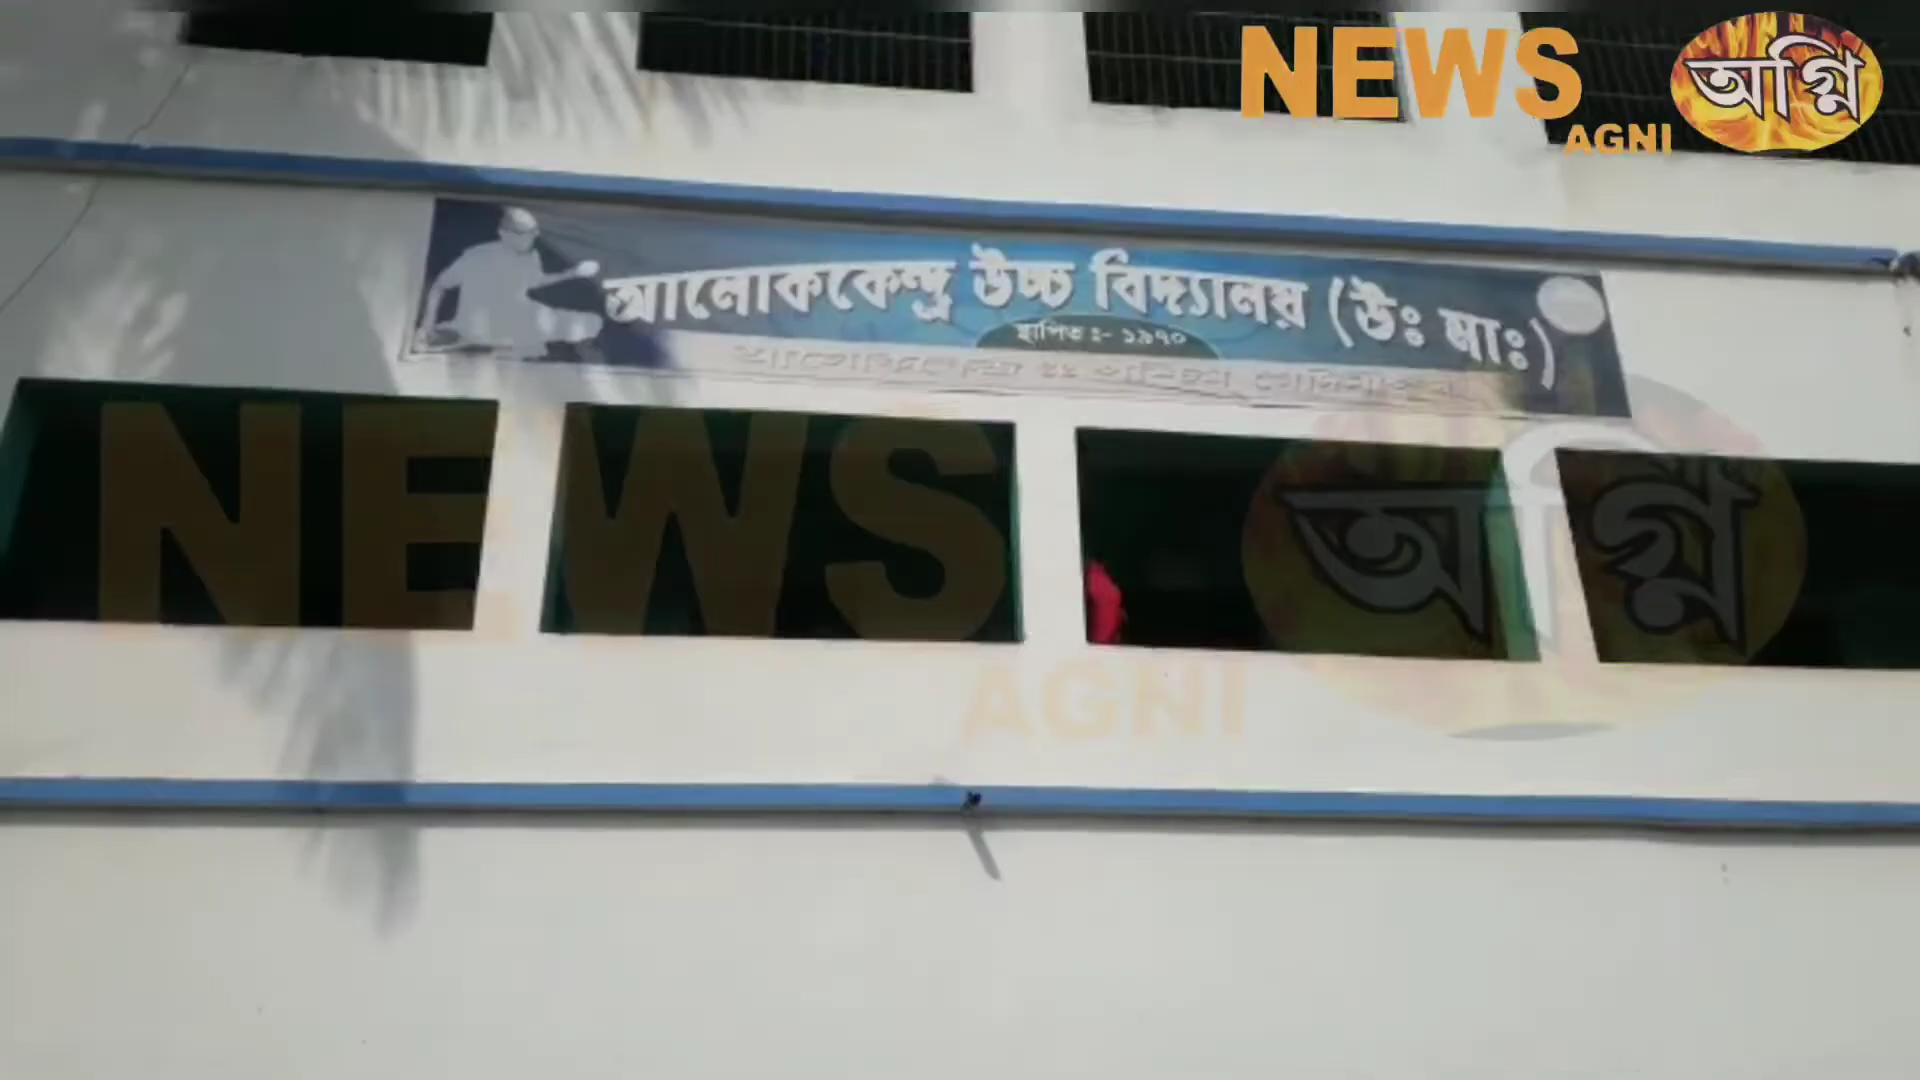 NEWS
AGNI
অগ্নি
আলোককেন্দ্র উচ্চ বিদ্যালয় (উঃ মাঃ)
স্থাপিত ঃ- ১৯৭০
NEWS
অগ্নি
AGNI